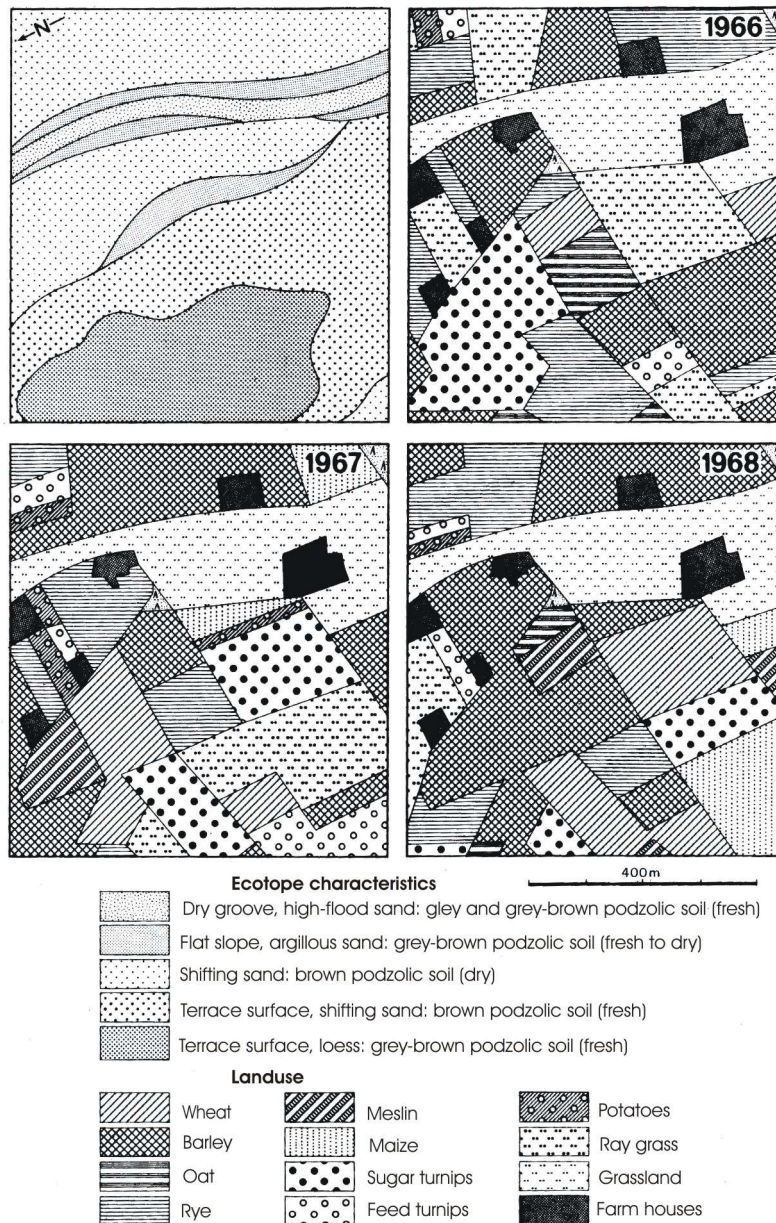 N
1966
1967
1968
400m
Ecotope characteristics
Dry groove, high-flood sand: gley and grey-brown podzolic soil (fresh)
Flat slope, argillous sand: grey-brown podzolic soil (fresh to dry)
Shifting sand: brown podzolic soil (dry)
Terrace surface, shifting sand: brown podzolic soil (fresh)
Terrace surface, loess: grey-brown podzolic soil (fresh)
Landuse
Wheat
Barley
Oat
Rye
Meslin
Maize
Sugar turnips
Feed turnips
Potatoes
Ray grass
Grassland
Farm houses